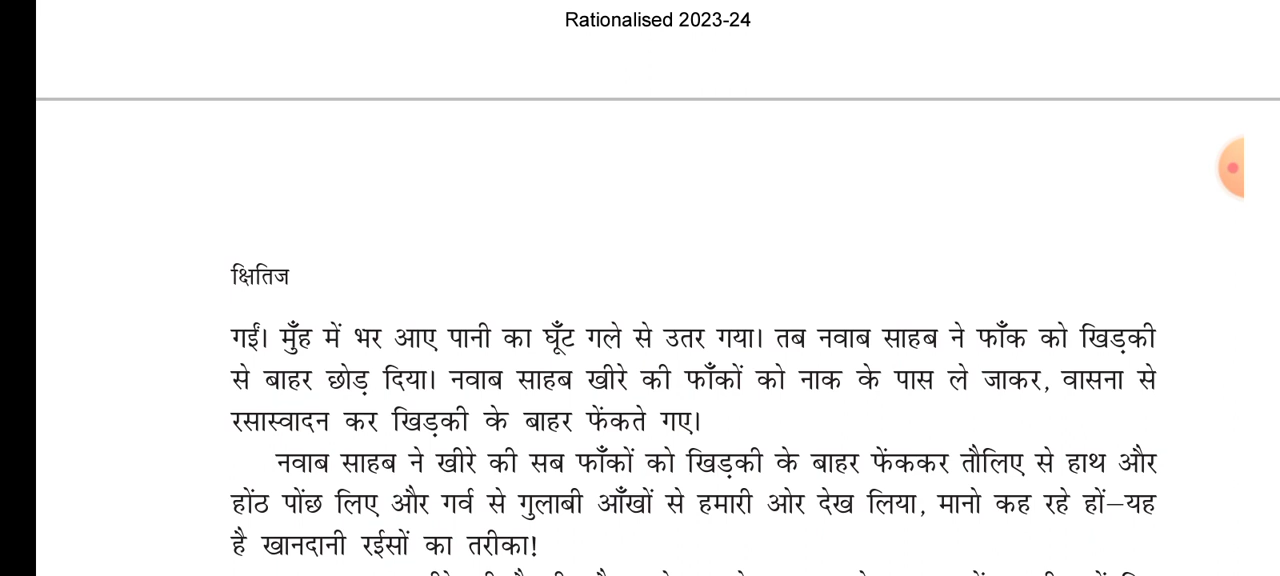 Rationalised 2023-24
क्षितिज
गईं। मुँह में भर आए पानी का घूँट गले से उतर गया। तब नवाब साहब ने फाँक को खिड़की
से बाहर छोड़ दिया। नवाब साहब खीरे की फाँकों को नाक के पास ले जाकर, वासना से
रसास्वादन कर खिड़की के बाहर फेंकते गए।
नवाब साहब ने खीरे की सब फाँकों को खिड़की के बाहर फेंककर तौलिए से हाथ और
होंठ पोंछ लिए और गर्व से गुलाबी आँखों से हमारी ओर देख लिया, मानो कह रहे हों–यह
है खानदानी रईसों का तरीका!